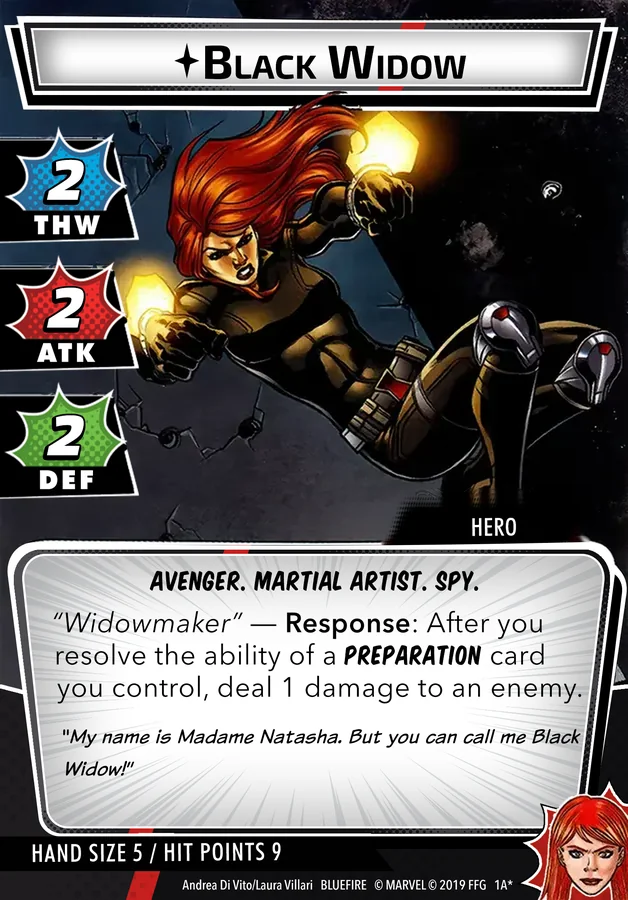 ✦Black Widow
2
THW
2
ATK
2
DEF
HERO
AVENGER. MARTIAL ARTIST. SPY.
"Widowmaker" — Response: After you
resolve the ability of a PREPARATION card
you control, deal 1 damage to an enemy.
"My name is Madame Natasha. But you can call me Black
Widow!"
HAND SIZE 5 / HIT POINTS 9
Andrea Di Vito/Laura Villari BLUEFIRE © MARVEL © 2019 FFG 1A*